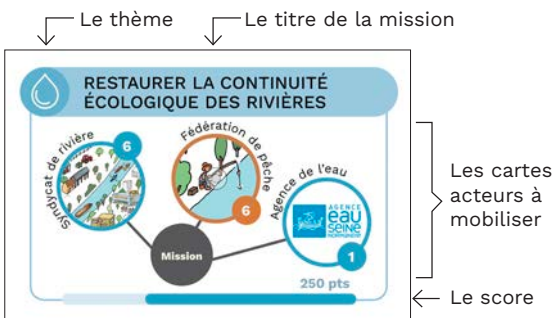 Le thème
Le titre de la mission
RESTAURER LA CONTINUITÉ
ÉCOLOGIQUE DES RIVIÈRES
Syndicat de rivière
6
Fédération de pêche
6
Agence de l'eau
AGENCE
eau
SEINE
NORMANDIE
1
Mission
250 pts
Les cartes
acteurs à
mobiliser
Le score